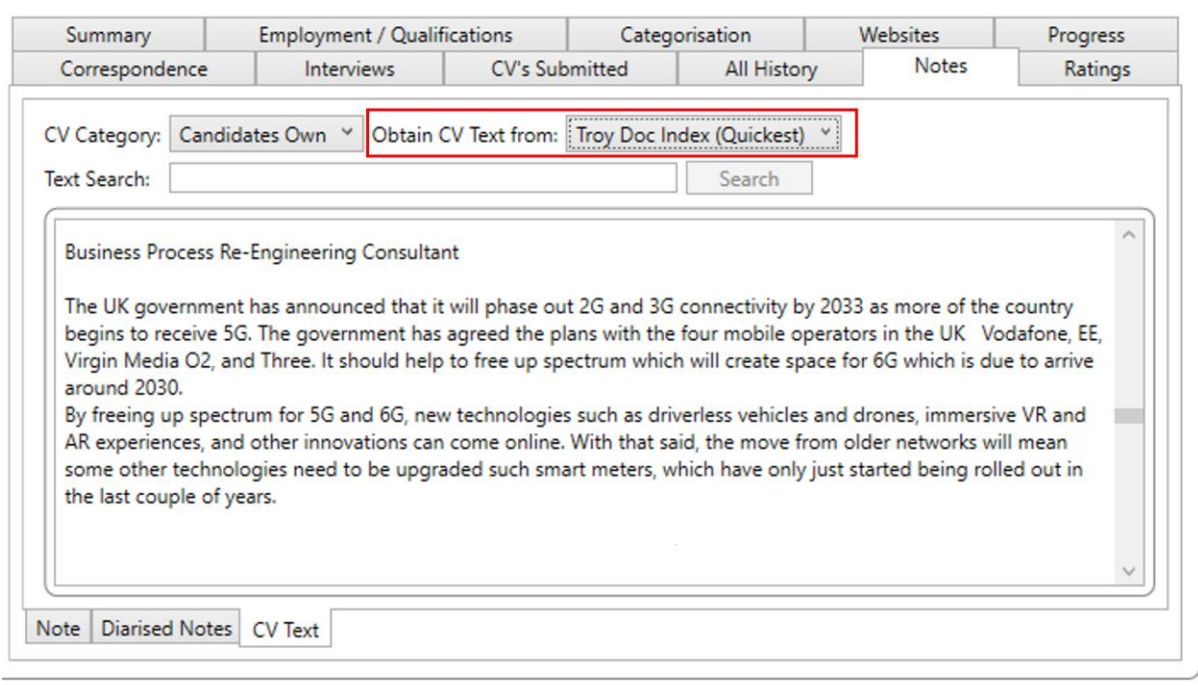 Summary
Employment / Qualifications
Categorisation
Websites
Progress
Correspondence
Interviews
CV's Submitted
All History
Notes
Ratings
CV Category: Candidates Own Obtain CV Text from: Troy Doc Index (Quickest)
Text Search: Search
Business Process Re-Engineering Consultant
The UK government has announced that it will phase out 2G and 3G connectivity by 2033 as more of the country
begins to receive 5G. The government has agreed the plans with the four mobile operators in the UK Vodafone, EE,
Virgin Media O2, and Three. It should help to free up spectrum which will create space for 6G which is due to arrive
around 2030.
By freeing up spectrum for 5G and 6G, new technologies such as driverless vehicles and drones, immersive VR and
AR experiences, and other innovations can come online. With that said, the move from older networks will mean
some other technologies need to be upgraded such smart meters, which have only just started being rolled out in
the last couple of years.
Note Diarised Notes CV Text